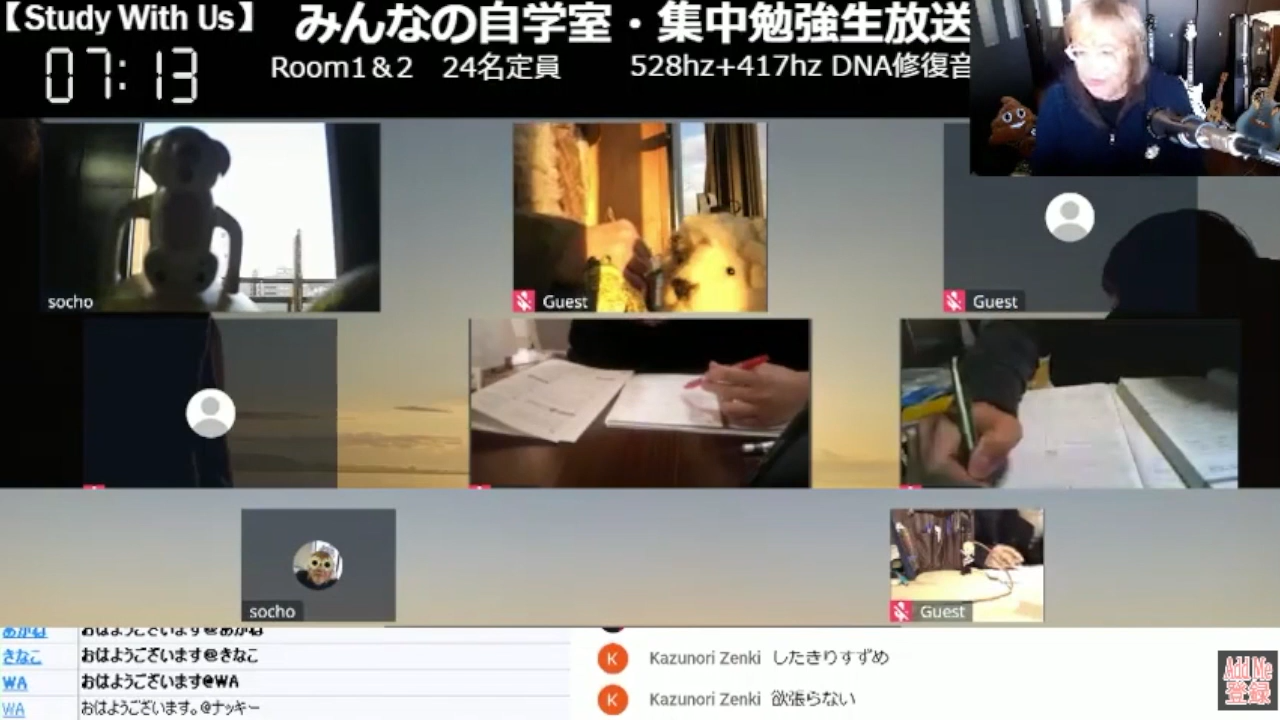 【Study With Us】
みんなの自学室・集中勉強生放送
07:13
Room1＆2 24名定員
528hz+417hz DNA修復音
socho
Guest
Guest
socho
Guest
あかね おはようございます@あかね
きなこ おはようございます@きなこ
WA おはようございます@WA
WA おはようございます。@ナッキー
K Kazunori Zenki したきりすずめ
K Kazunori Zenki 欲張らない
Add Me
登録